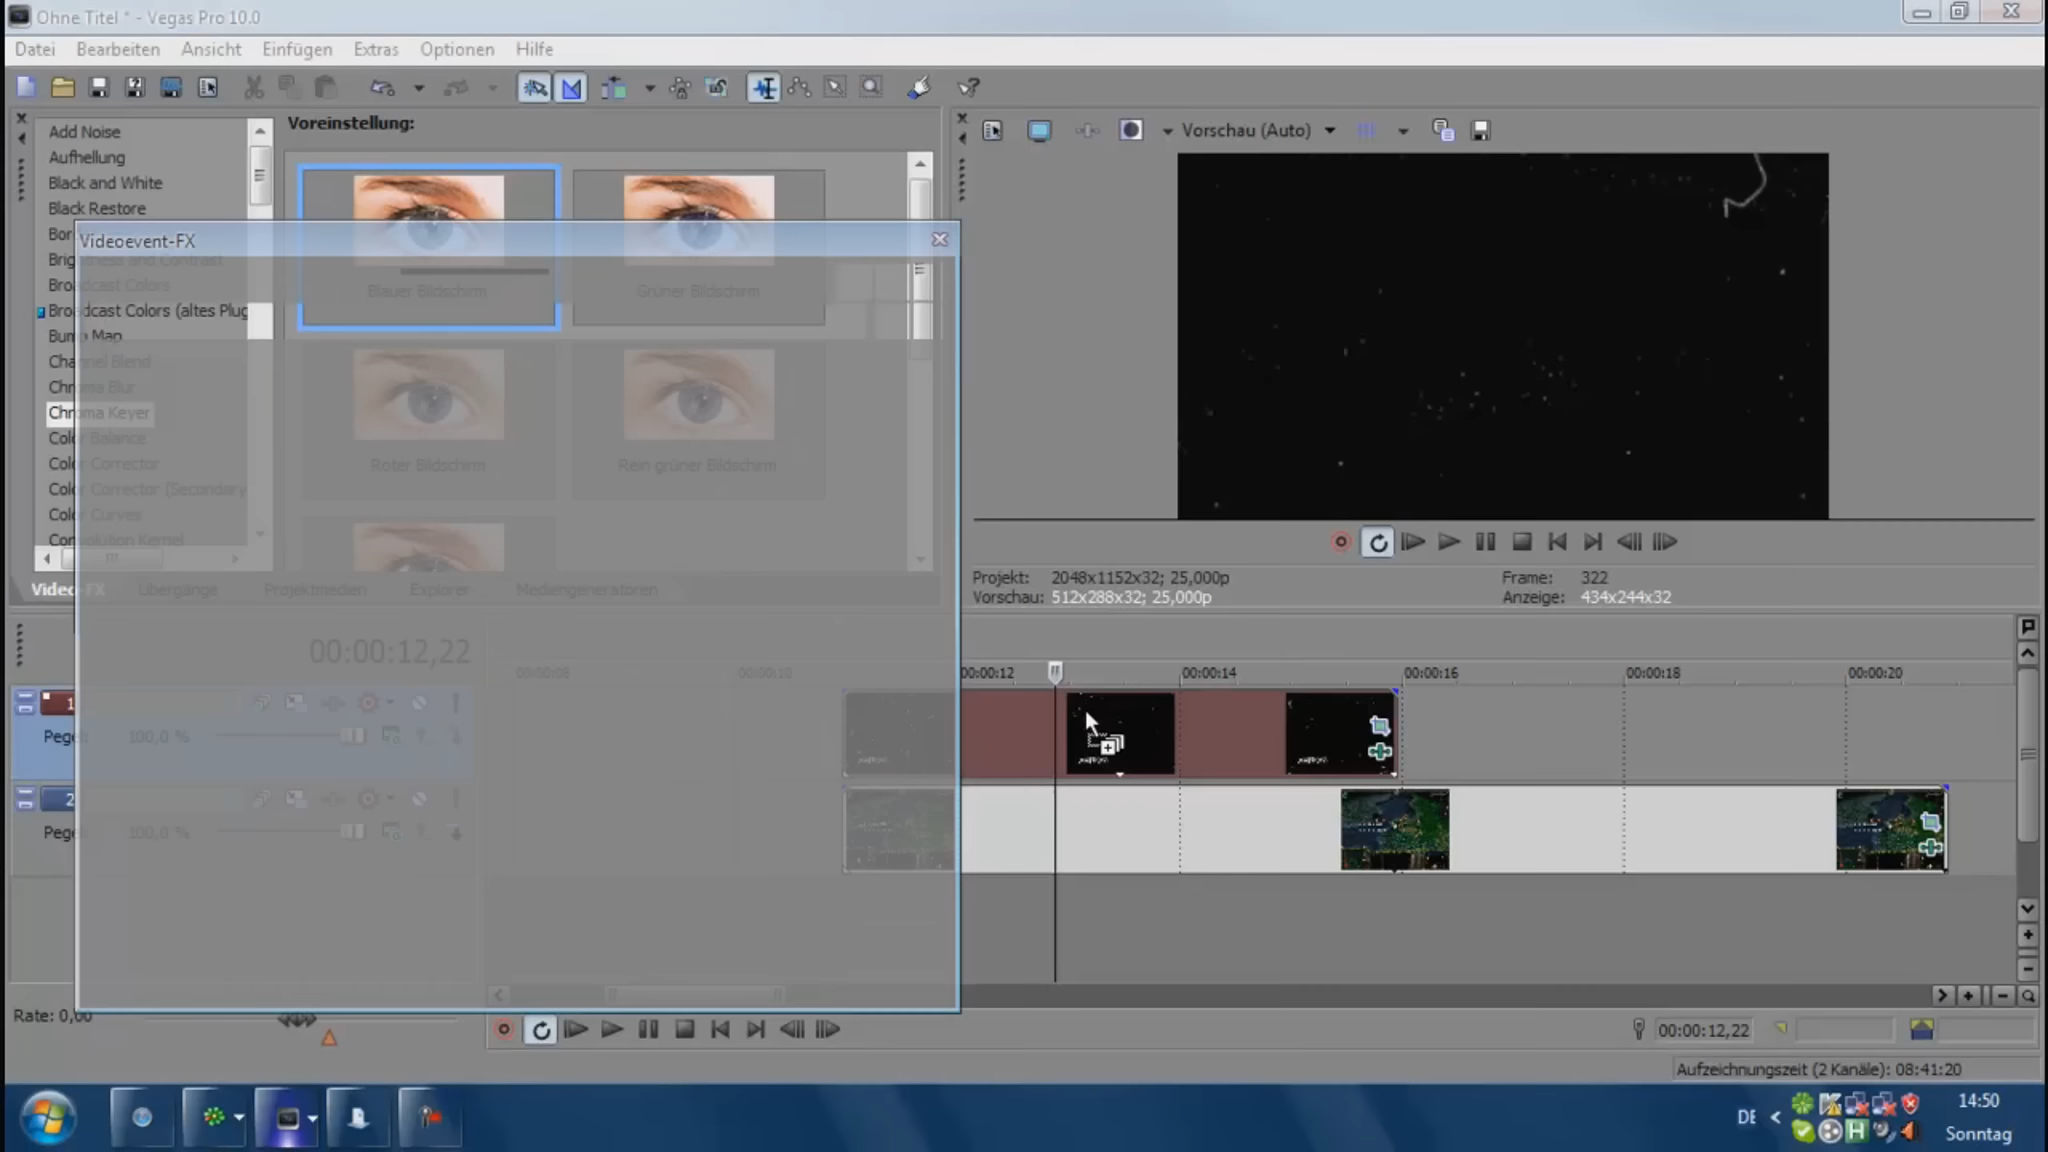 Ohne Titel * - Vegas Pro 10.0
Datei Bearbeiten Ansicht Einfügen Extras Optionen Hilfe
Voreinstellung:
Add Noise
Aufhellung
Black and White
Black Restore
Bor
Videoevent-FX
Brightness and Contrast
Broadcast Colors
Broadcast Colors (altes Plug
Bump Map
Channel Blend
Chroma Blur
Chroma Keyer
Color Balance
Color Corrector
Color Corrector (Secondary
Color Curves
Convolution Kernel
Blauer Bildschirm
Grüner Bildschirm
Roter Bildschirm
Rein grüner Bildschirm
Video-FX Übergänge Projektmedien Explorer Mediengeneratoren
Vorschau (Auto)
Projekt: 2048x1152x32; 25,000p
Vorschau: 512x288x32; 25,000p
Frame: 322
Anzeige: 434x244x32
00:00:12,22
00:00:08 00:00:10 00:00:12 00:00:14 00:00:16 00:00:18 00:00:20
1
Pegel 100,0 %
2
Pege 100,0 %
Rate: 0,00
00:00:12,22
Aufzeichnungszeit (2 Kanäle): 08:41:20
DE
14:50
Sonntag